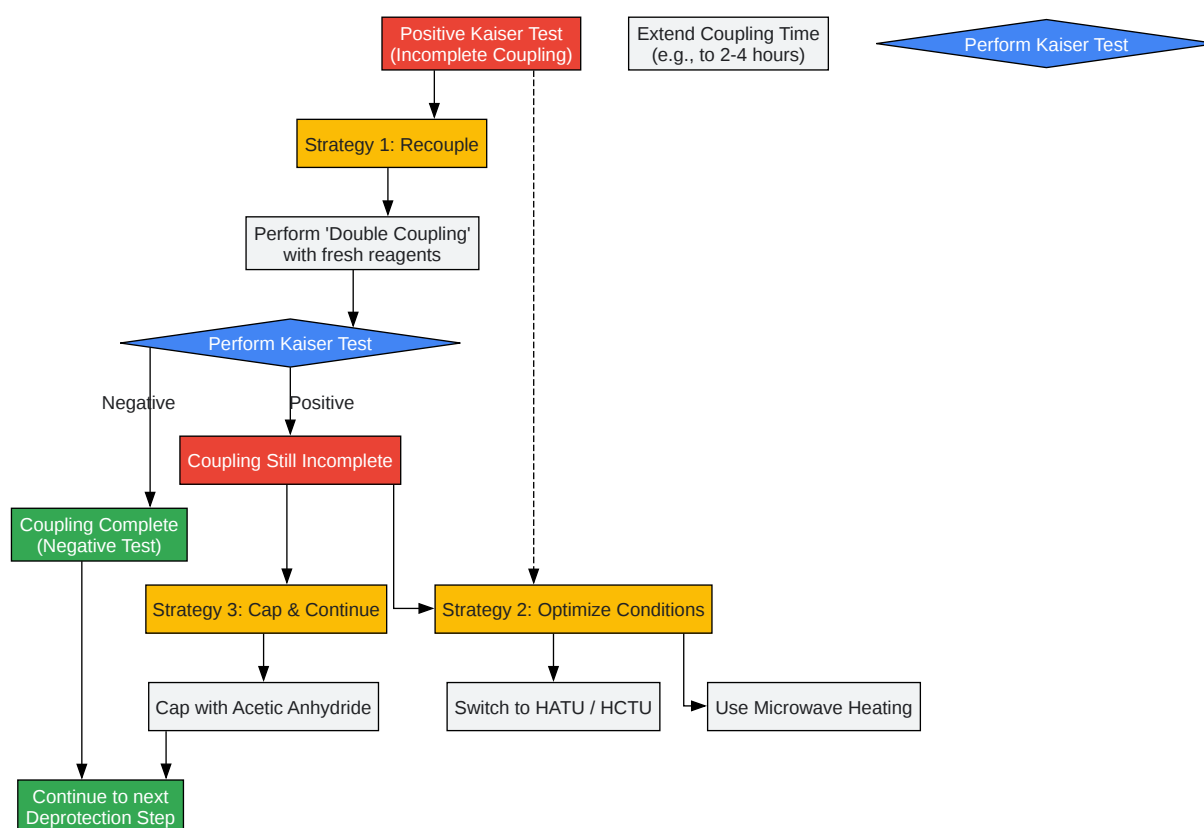 Positive Kaiser Test
(Incomplete Coupling)
Extend Coupling Time
(e.g., to 2-4 hours)
Perform Kaiser Test
Strategy 1: Recouple
Perform 'Double Coupling'
with fresh reagents
Perform Kaiser Test
Negative
Positive
Coupling Still Incomplete
Coupling Complete
(Negative Test)
Strategy 3: Cap & Continue
Strategy 2: Optimize Conditions
Cap with Acetic Anhydride
Switch to HATU / HCTU
Use Microwave Heating
Continue to next
Deprotection Step